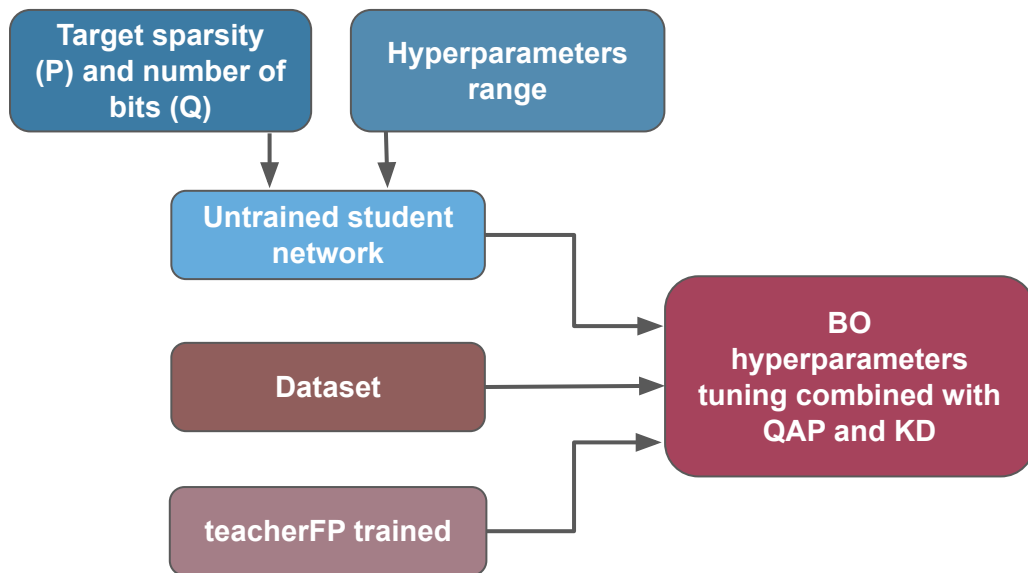 Target sparsity
(P) and number of
bits (Q)
Hyperparameters
range
Untrained student
network
Dataset
teacherFP trained
BO
hyperparameters
tuning combined with
QAP and KD